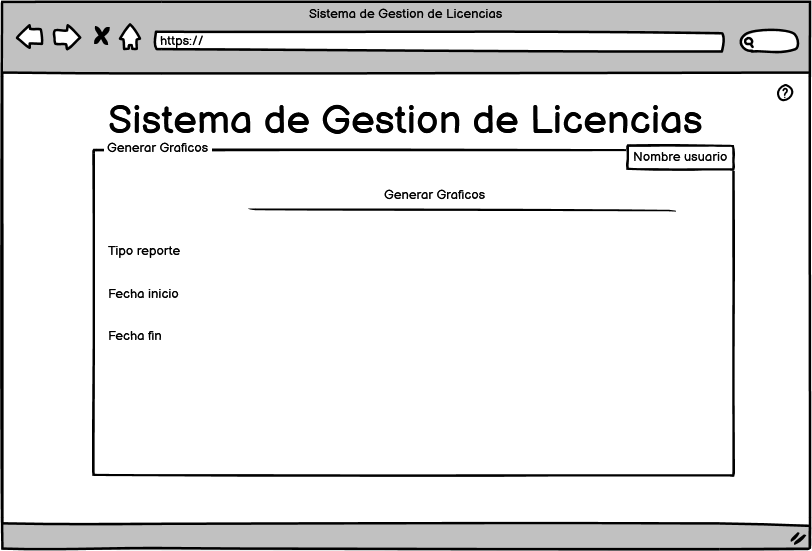 Sistema de Gestion de Licencias
https://
?
Sistema de Gestion de Licencias
Generar Graficos
Nombre usuario
Generar Graficos
Tipo reporte
Fecha inicio
Fecha fin